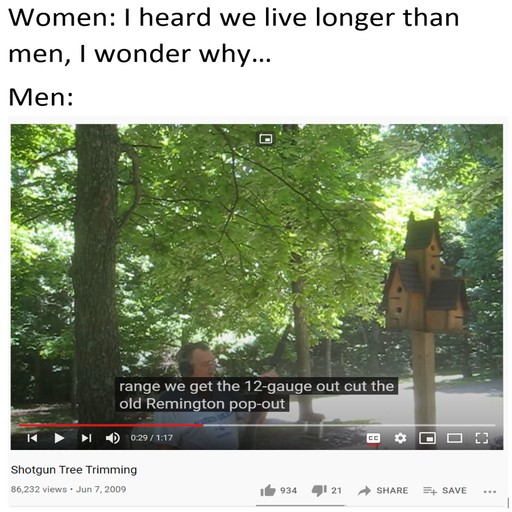 Women: I heard we live longer than
men, I wonder why...
Men:
range we get the 12-gauge out cut the
old Remington pop-out
0:29 / 1:17
CC
Shotgun Tree Trimming
86,232 views • Jun 7, 2009
934 21 SHARE SAVE